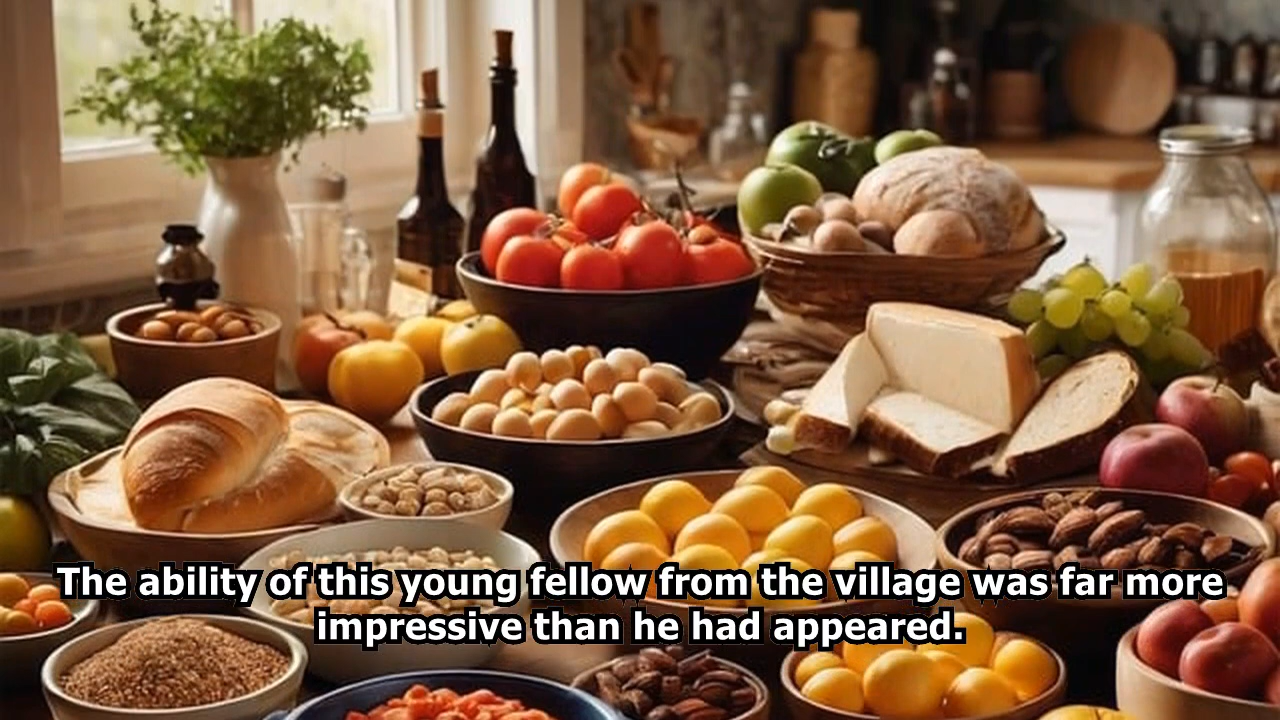 The ability of this young fellow from the village was far more
impressive than he had appeared.